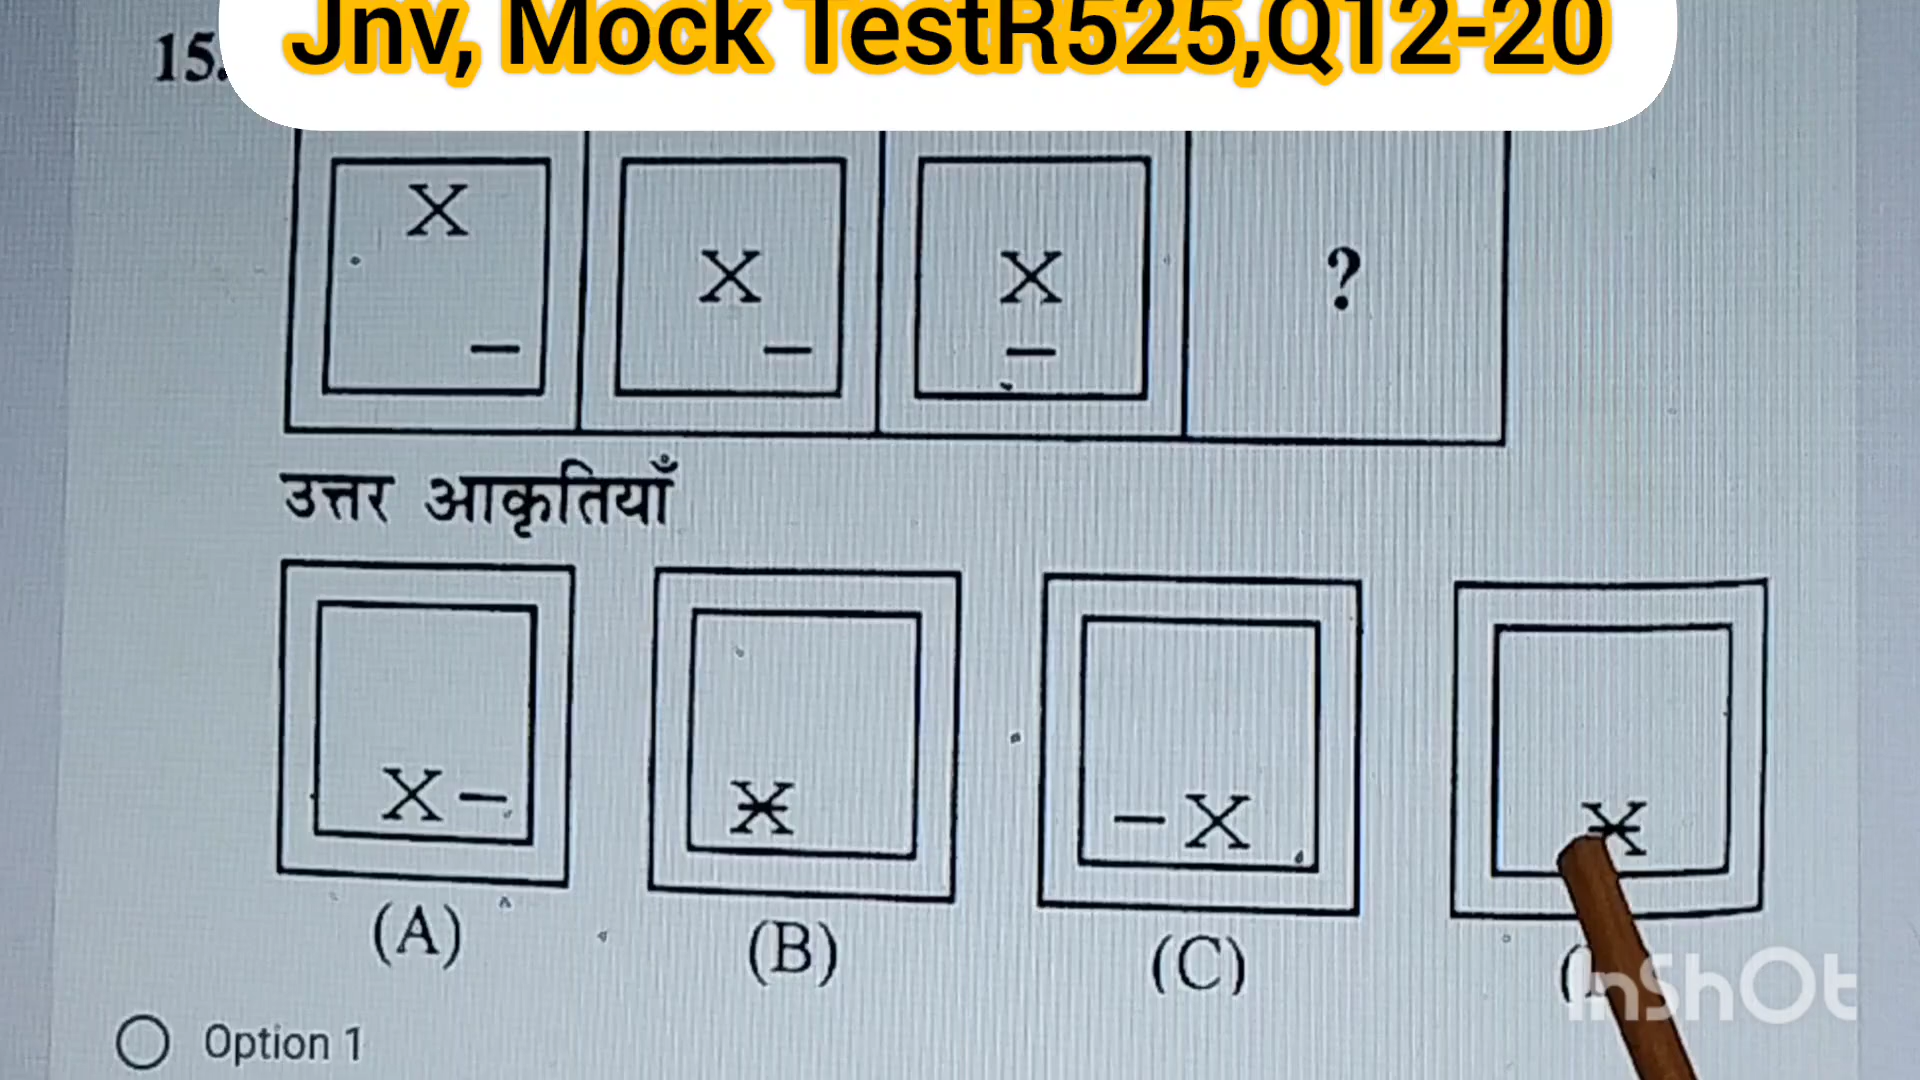 Jnv, Mock TestR525,Q12-20
15.
X
–
X
–
X
–
?
उत्तर आकृतियाँ
X –
X
– X
X
(A)
(B)
(C)
Option 1
InShOt